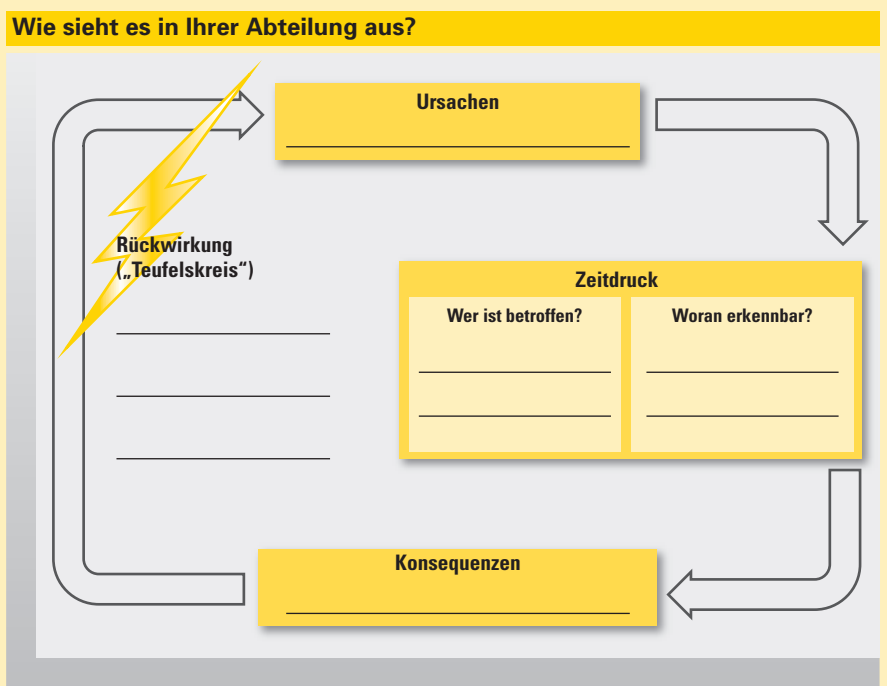 Wie sieht es in Ihrer Abteilung aus?
Ursachen
Rückwirkung
(„Teufelskreis“)
Zeitdruck
Wer ist betroffen?
Woran erkennbar?
Konsequenzen